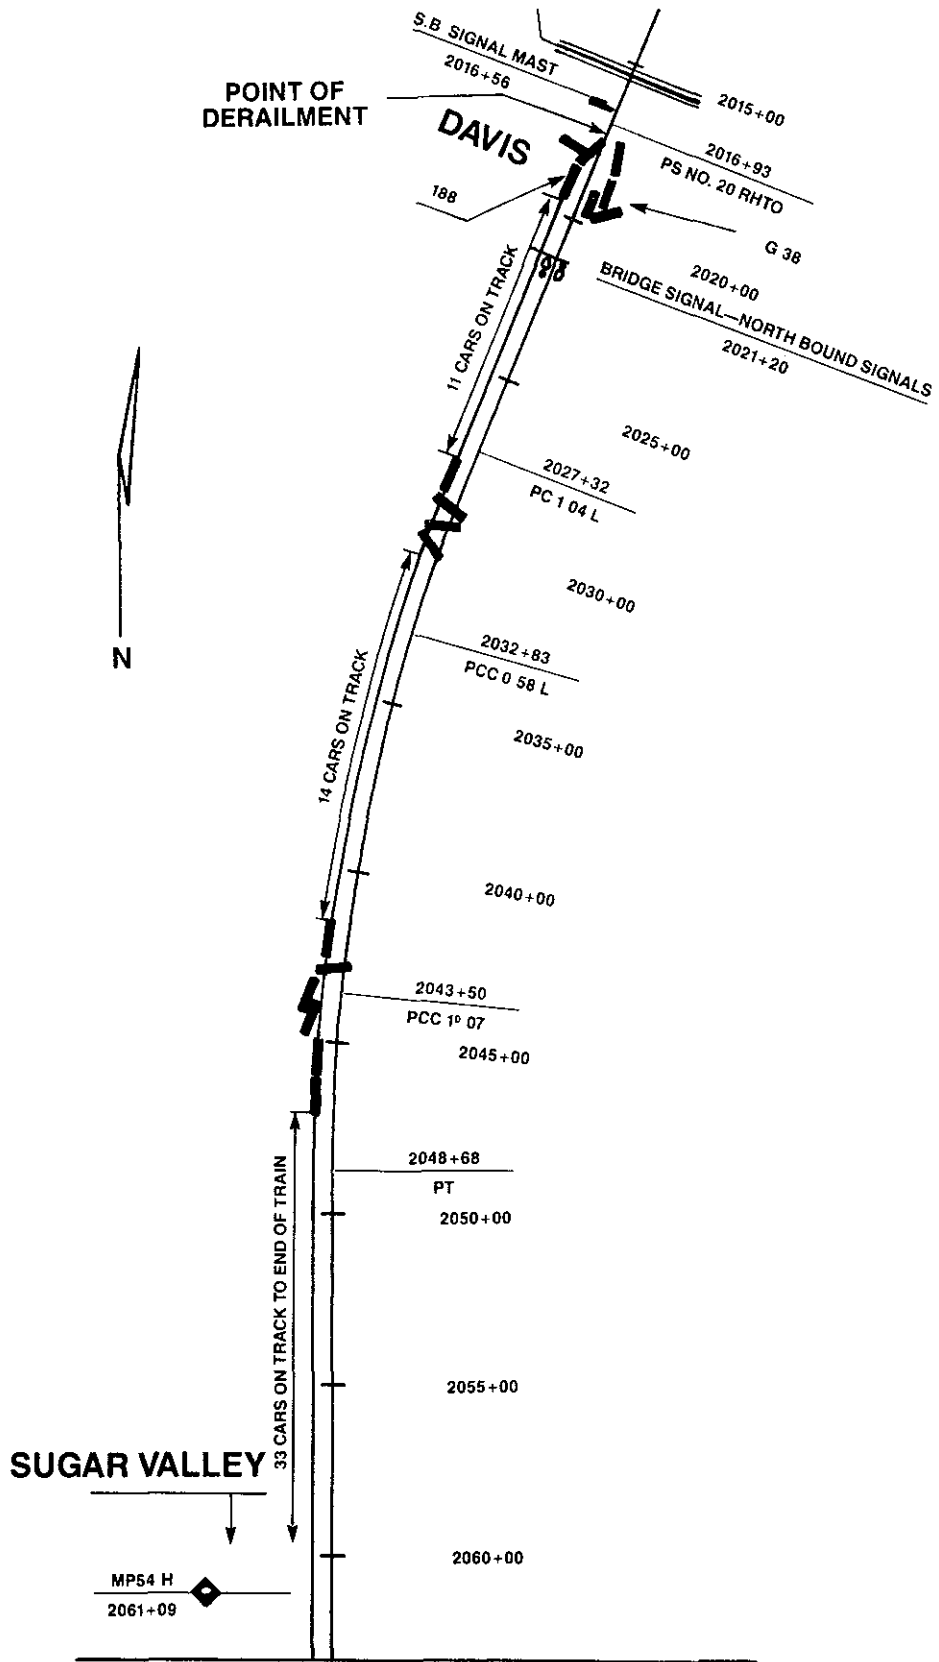 S.B SIGNAL MAST
2016+56
POINT OF
DERAILMENT
2015+00
DAVIS
2016+93
PS NO. 20 RHTO
188
G 38
2020+00
BRIDGE SIGNAL—NORTH BOUND SIGNALS
2021+20
11 CARS ON TRACK
2025+00
2027+32
PC 1 04 L
2030+00
N
2032+83
PCC 0 58 L
14 CARS ON TRACK
2035+00
2040+00
2043+50
PCC 1º 07
2045+00
2048+68
PT
2050+00
33 CARS ON TRACK TO END OF TRAIN
2055+00
SUGAR VALLEY
2060+00
MP54 H
2061+09